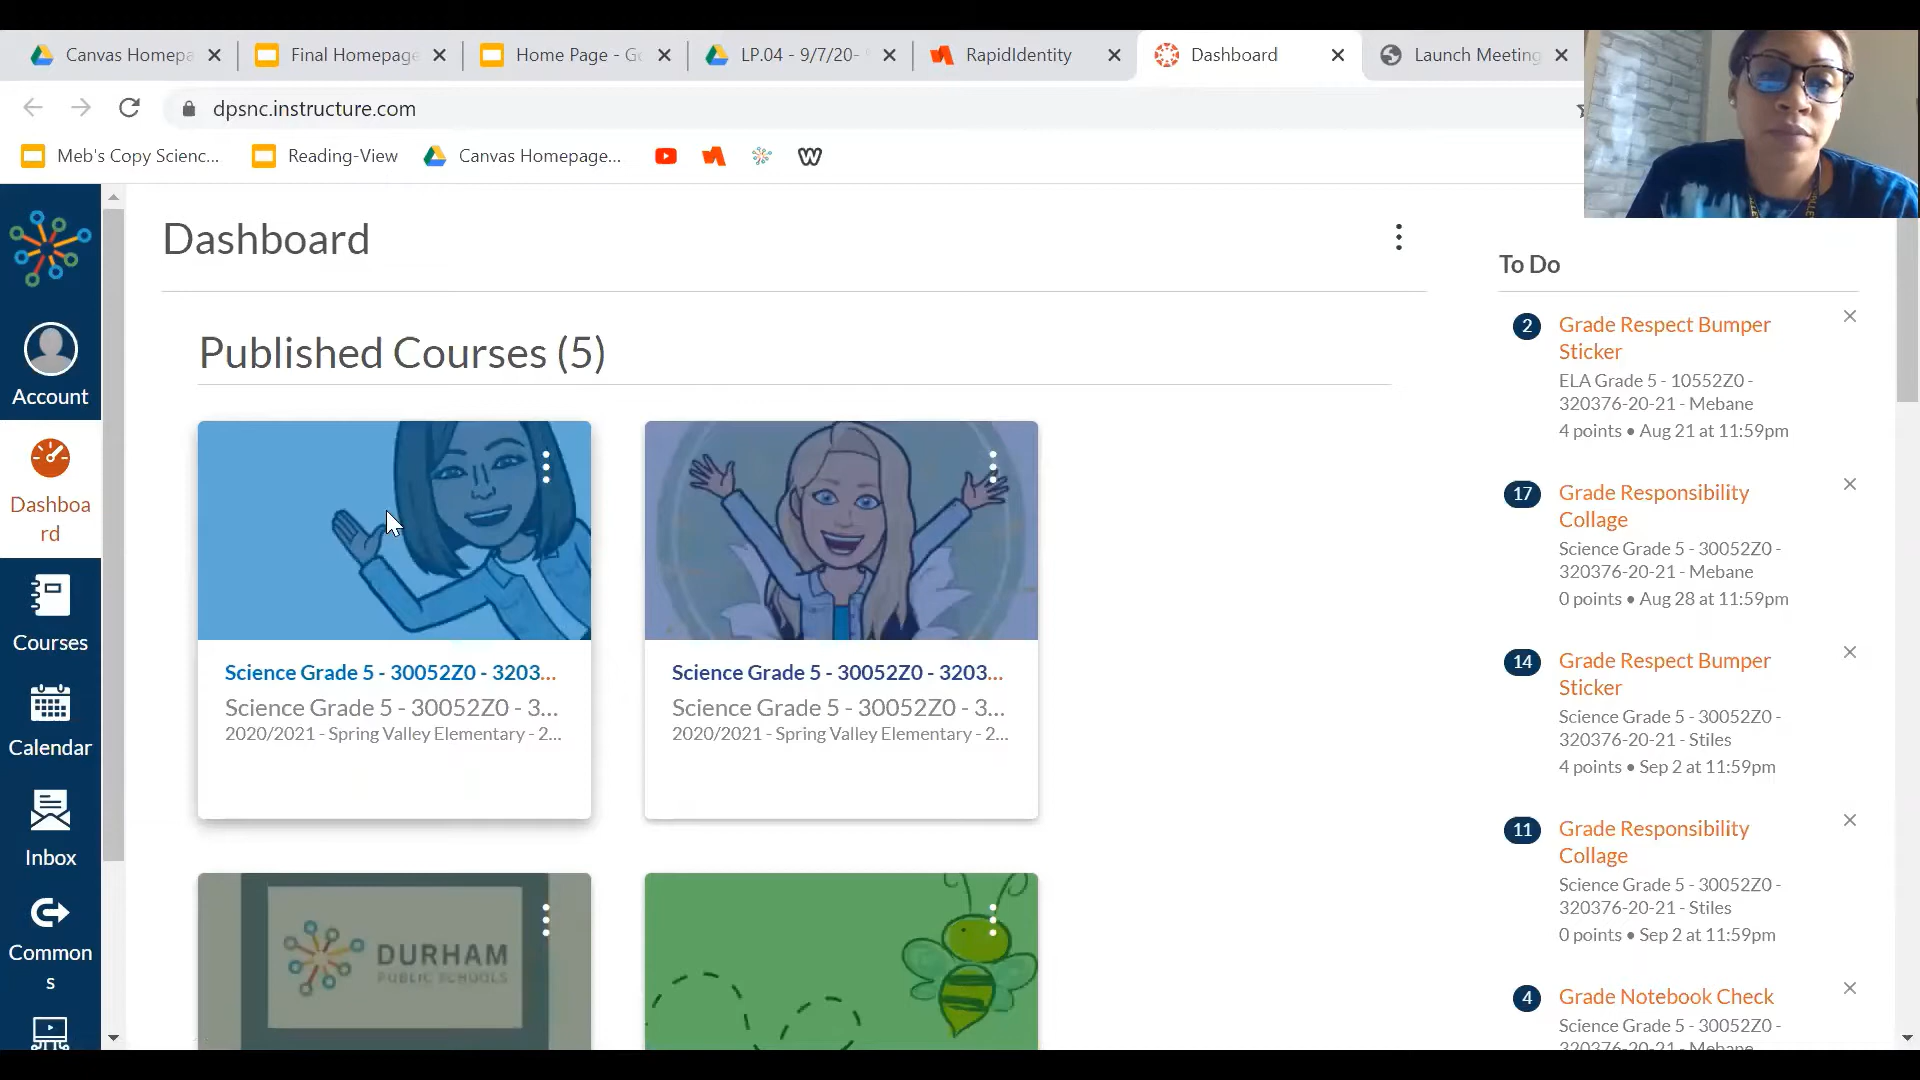 Canvas Homepa
Final Homepage
Home Page - Go
LP.04 - 9/7/20-
RapidIdentity
Dashboard
Launch Meeting
dpsnc.instructure.com
Meb's Copy Scienc...
Reading-View
Canvas Homepage...
Account
Dashboa
rd
Courses
Calendar
Inbox
Common
s
Dashboard
Published Courses (5)
Science Grade 5 - 30052Z0 - 3203...
Science Grade 5 - 30052Z0 - 3...
2020/2021 - Spring Valley Elementary - 2...
Science Grade 5 - 30052Z0 - 3203...
Science Grade 5 - 30052Z0 - 3...
2020/2021 - Spring Valley Elementary - 2...
DURHAM
PUBLIC SCHOOLS
To Do
2
Grade Respect Bumper
Sticker
ELA Grade 5 - 10552Z0 -
320376-20-21 - Mebane
4 points • Aug 21 at 11:59pm
17
Grade Responsibility
Collage
Science Grade 5 - 30052Z0 -
320376-20-21 - Mebane
0 points • Aug 28 at 11:59pm
14
Grade Respect Bumper
Sticker
Science Grade 5 - 30052Z0 -
320376-20-21 - Stiles
4 points • Sep 2 at 11:59pm
11
Grade Responsibility
Collage
Science Grade 5 - 30052Z0 -
320376-20-21 - Stiles
0 points • Sep 2 at 11:59pm
4
Grade Notebook Check
Science Grade 5 - 30052Z0 -
320376-20-21 - Mebane